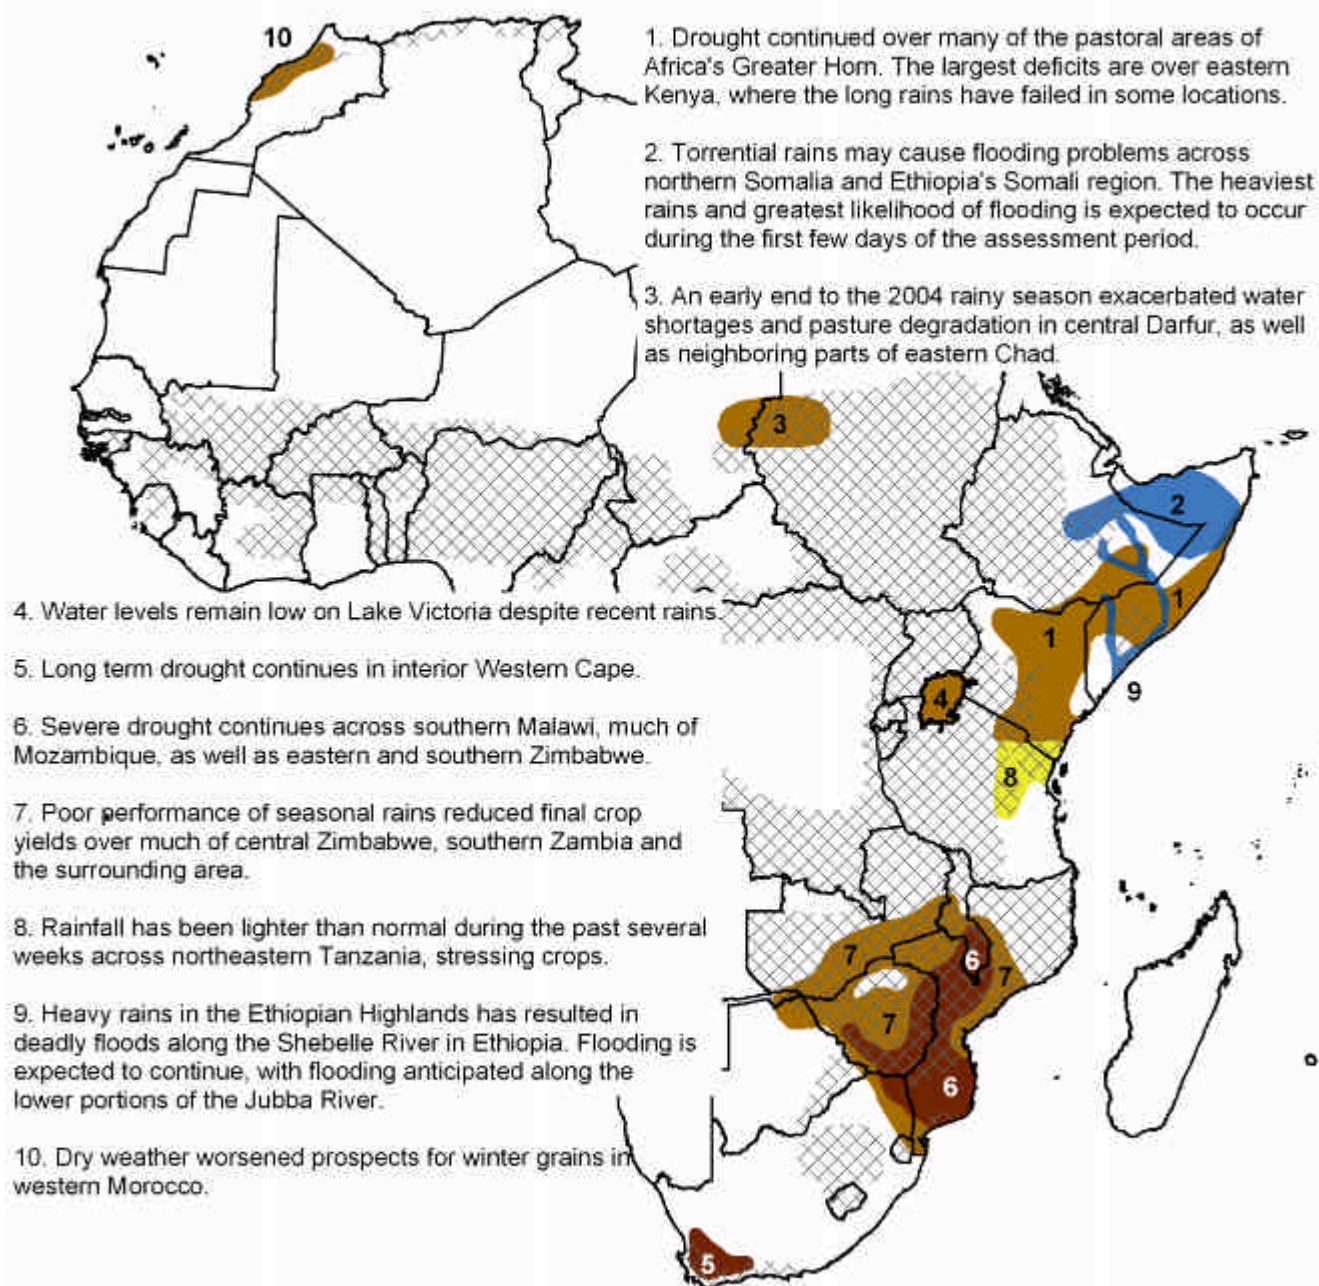 10
1. Drought continued over many of the pastoral areas of
Africa's Greater Horn. The largest deficits are over eastern
Kenya, where the long rains have failed in some locations.
2. Torrential rains may cause flooding problems across
northern Somalia and Ethiopia's Somali region. The heaviest
rains and greatest likelihood of flooding is expected to occur
during the first few days of the assessment period.
3. An early end to the 2004 rainy season exacerbated water
shortages and pasture degradation in central Darfur, as well
as neighboring parts of eastern Chad.
3
2
1
1
9
4
8
4. Water levels remain low on Lake Victoria despite recent rains.
5. Long term drought continues in interior Western Cape.
6. Severe drought continues across southern Malawi, much of
Mozambique, as well as eastern and southern Zimbabwe.
7. Poor performance of seasonal rains reduced final crop
yields over much of central Zimbabwe, southern Zambia and
the surrounding area.
8. Rainfall has been lighter than normal during the past several
weeks across northeastern Tanzania, stressing crops.
9. Heavy rains in the Ethiopian Highlands has resulted in
deadly floods along the Shebelle River in Ethiopia. Flooding is
expected to continue, with flooding anticipated along the
lower portions of the Jubba River.
10. Dry weather worsened prospects for winter grains in
western Morocco.
7
6
7
7
6
5